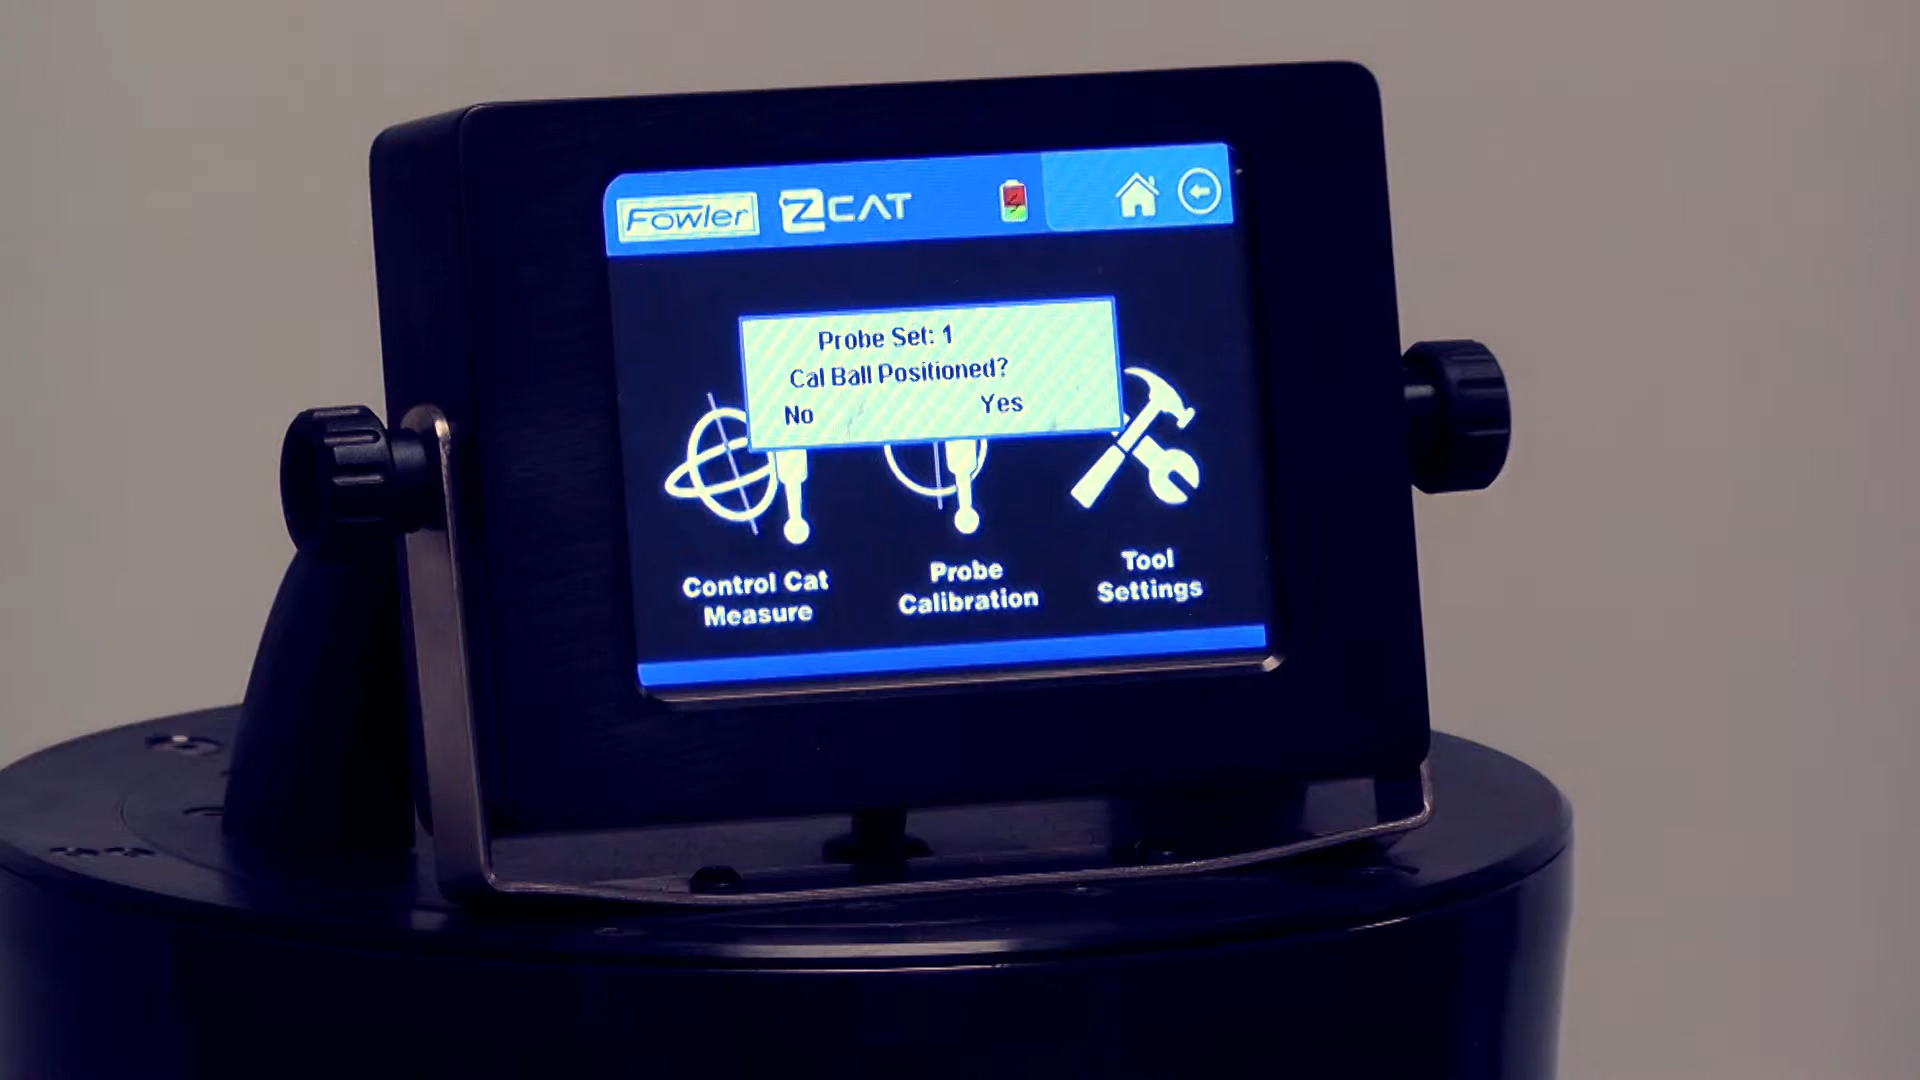 Fowler ZCAT
Probe Set: 1
Cal Ball Positioned?
No Yes
Control Cat
Measure
Probe
Calibration
Tool
Settings